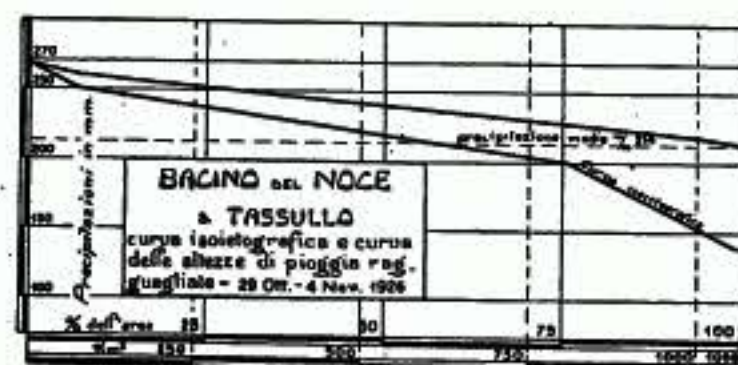 270
250
precipitazione media
200
curva
BACINO DEL NOCE
a TASSULLO
curva isoietografica e curva
delle altezze di pioggia rag-
guagliate - 29 Ott. - 4 Nov. 1926
150
Precipitazioni in mm.
100
% dell'area 25 50 75 100
Km² 250 500 750 1000